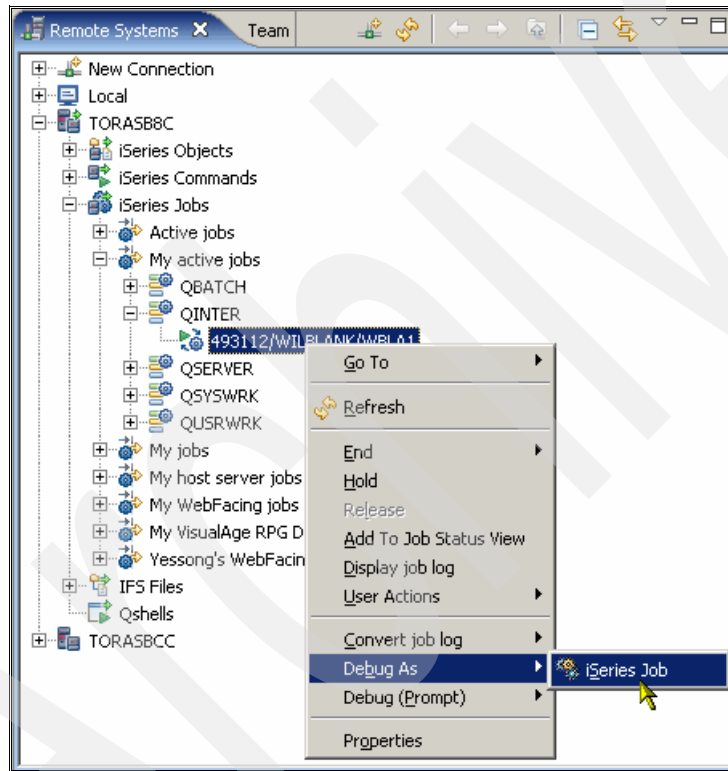 Remote Systems Team
New Connection
Local
TORASB8C
iSeries Objects
iSeries Commands
iSeries Jobs
Active jobs
My active jobs
QBATCH
QINTER
493112/WILBLANK/WBLA1
QSERVER
QSYSWRK
QUSRWRK
My jobs
My host server jobs
My WebFacing jobs
My VisualAge RPG D
Yessong's WebFacin
IFS Files
Qshells
TORASBCC
Go To
Refresh
End
Hold
Release
Add To Job Status View
Display job log
User Actions
Convert job log
Debug As
iSeries Job
Debug (Prompt)
Properties